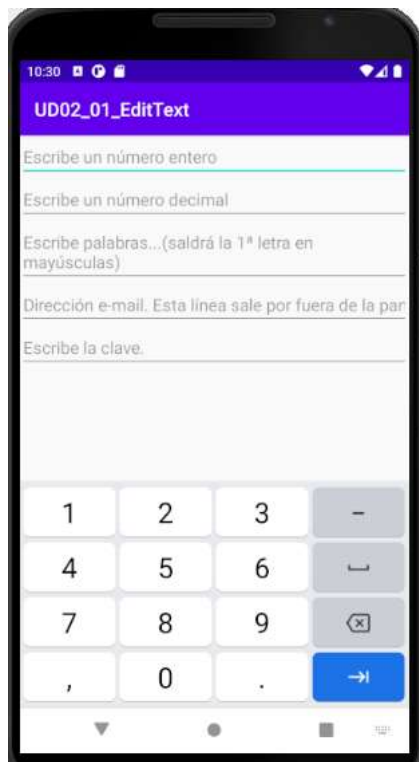 10:30
UD02_01_EditText
Escribe un número entero
Escribe un número decimal
Escribe palabras...(saldrá la 1ª letra en
mayúsculas)
Dirección e-mail. Esta línea sale por fuera de la pan
Escribe la clave.
1 2 3 -
4 5 6
7 8 9
, 0 .